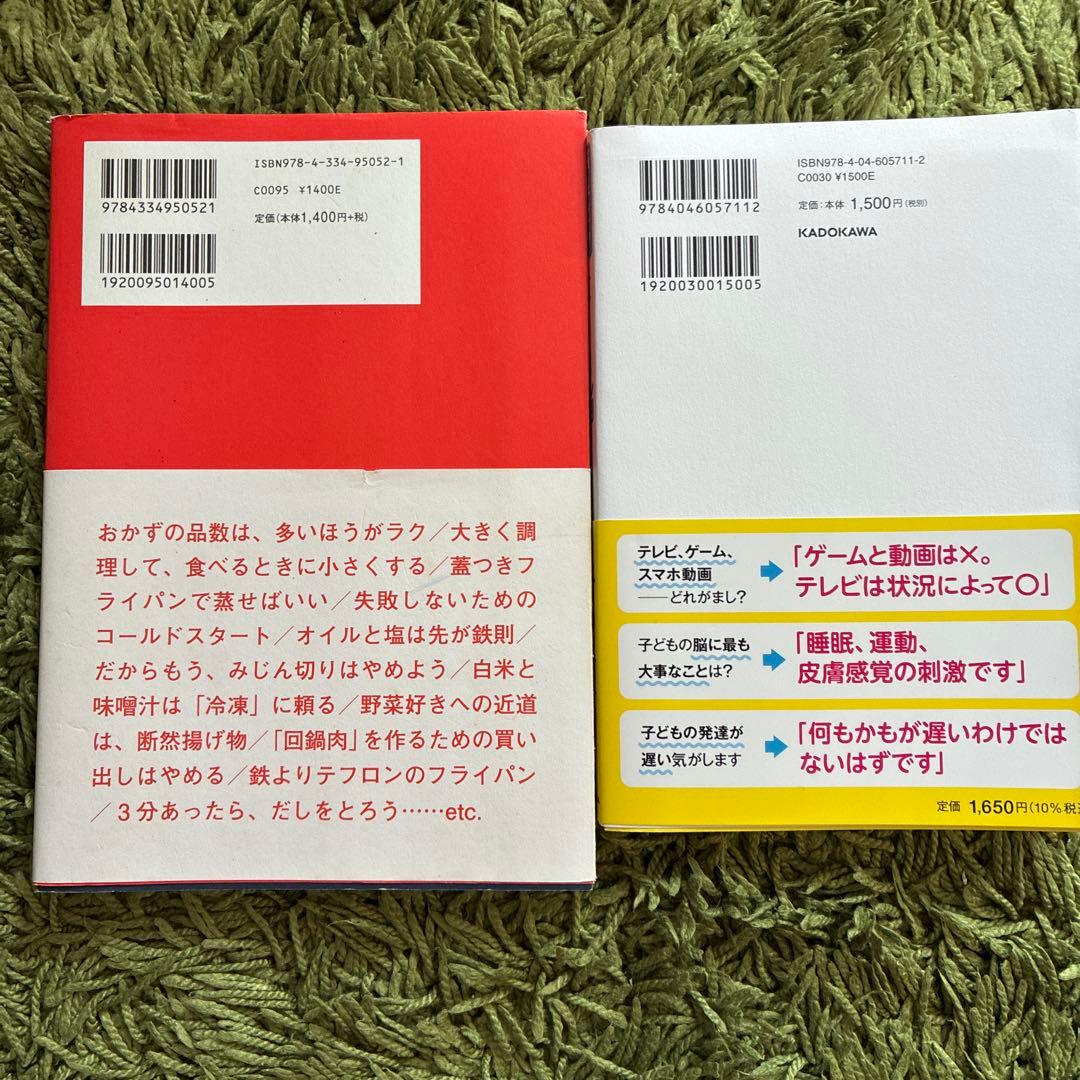 ISBN978-4-334-95052-1
C0095 ¥1400E
定価(本体1,400円+税)
9784334950521
1920095014005
おかずの品数は、多いほうがラク/大きく調
理して、食べるときに小さくする/蓋つきフ
ライパンで蒸せばいい/失敗しないための
コールドスタート/オイルと塩は先が鉄則/
だからもう、みじん切りはやめよう/白米と
味噌汁は「冷凍」に頼る/野菜好きへの近道
は、断然揚げ物/「回鍋肉」を作るための買い
出しはやめる/鉄よりテフロンのフライパン
/3分あったら、だしをとろう……etc.
ISBN978-4-04-605711-2
C0030 ¥1500E
定価:本体 1,500円(税別)
KADOKAWA
9784046057112
1920030015005
テレビ、ゲーム、
スマホ動画
――どれがまし?
「ゲームと動画は×。
テレビは状況によって〇」
子どもの脳に最も
大事なことは?
「睡眠、運動、
皮膚感覚の刺激です」
子どもの発達が
遅い気がします
「何もかもが遅いわけでは
ないはずです」
定価 1,650円(10%税